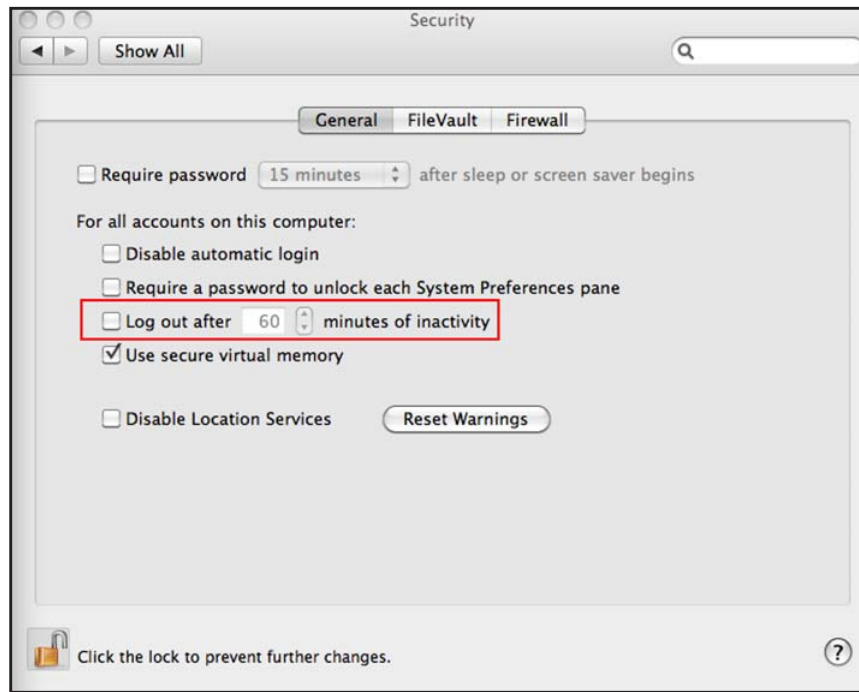 Security
Show All
General FileVault Firewall
Require password 15 minutes after sleep or screen saver begins
For all accounts on this computer:
Disable automatic login
Require a password to unlock each System Preferences pane
Log out after 60 minutes of inactivity
Use secure virtual memory
Disable Location Services Reset Warnings
Click the lock to prevent further changes. ?